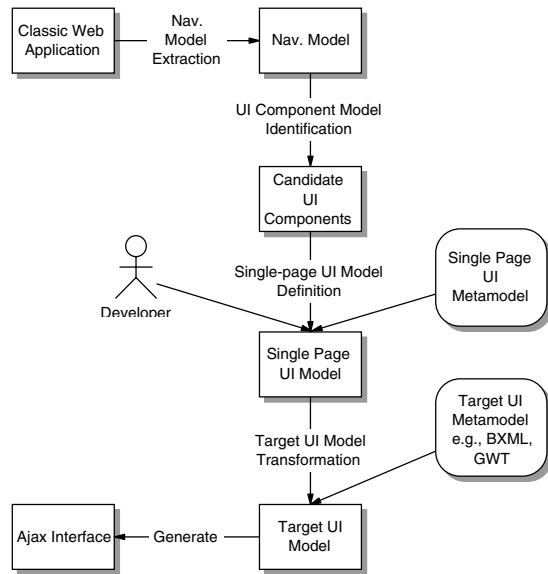 Classic Web
Application
Nav.
Model
Extraction
Nav. Model
UI Component Model
Identification
Candidate
UI
Components
Single-page UI Model
Definition
Developer
Single Page
UI
Metamodel
Single Page
UI Model
Target UI Model
Transformation
Target UI
Metamodel
e.g., BXML,
GWT
Ajax Interface
Generate
Target UI
Model